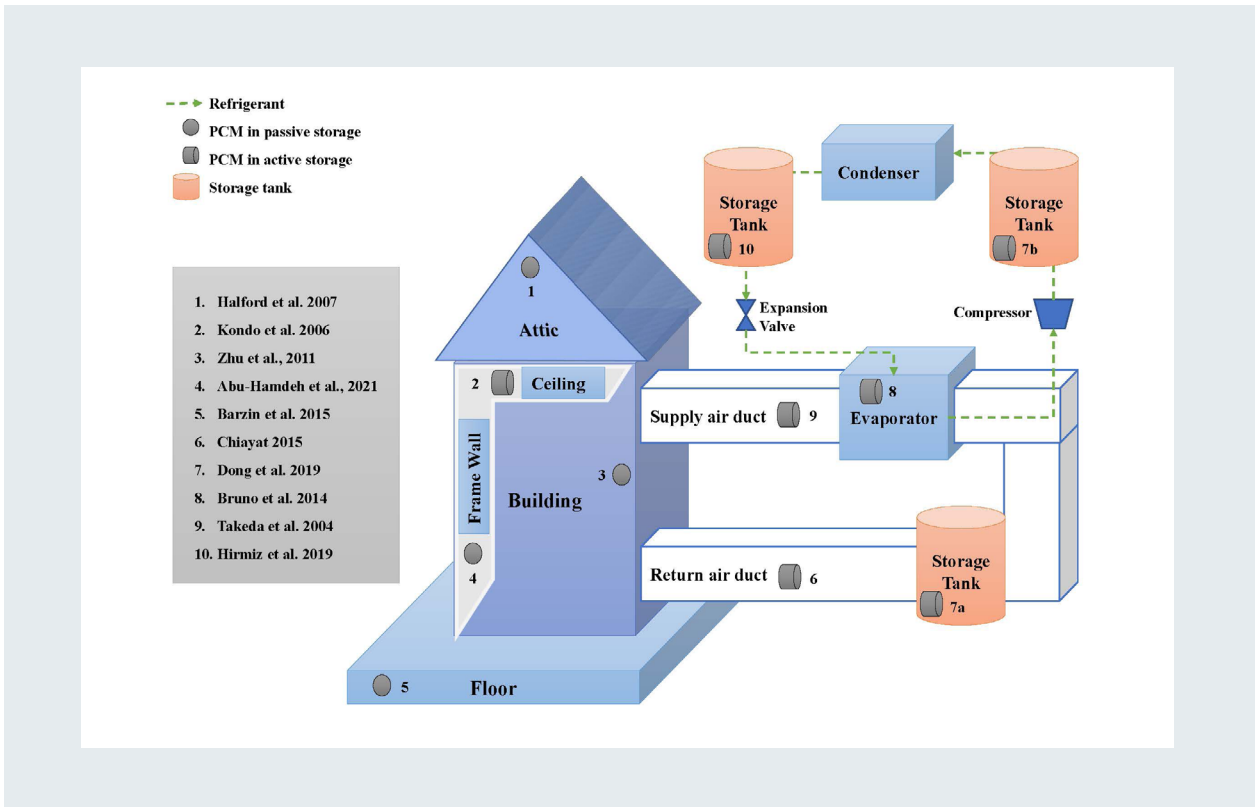 Refrigerant
PCM in passive storage
PCM in active storage
Storage tank
1. Halford et al. 2007
2. Kondo et al. 2006
3. Zhu et al., 2011
4. Abu-Hamdeh et al., 2021
5. Barzin et al. 2015
6. Chiayat 2015
7. Dong et al. 2019
8. Bruno et al. 2014
9. Takeda et al. 2004
10. Hirmiz et al. 2019
1
Attic
2
Ceiling
Frame Wall
3
Building
4
5
Floor
Storage
Tank
10
Condenser
Storage
Tank
7b
Expansion
Valve
Compressor
Supply air duct
9
8
Evaporator
Return air duct
6
Storage
Tank
7a